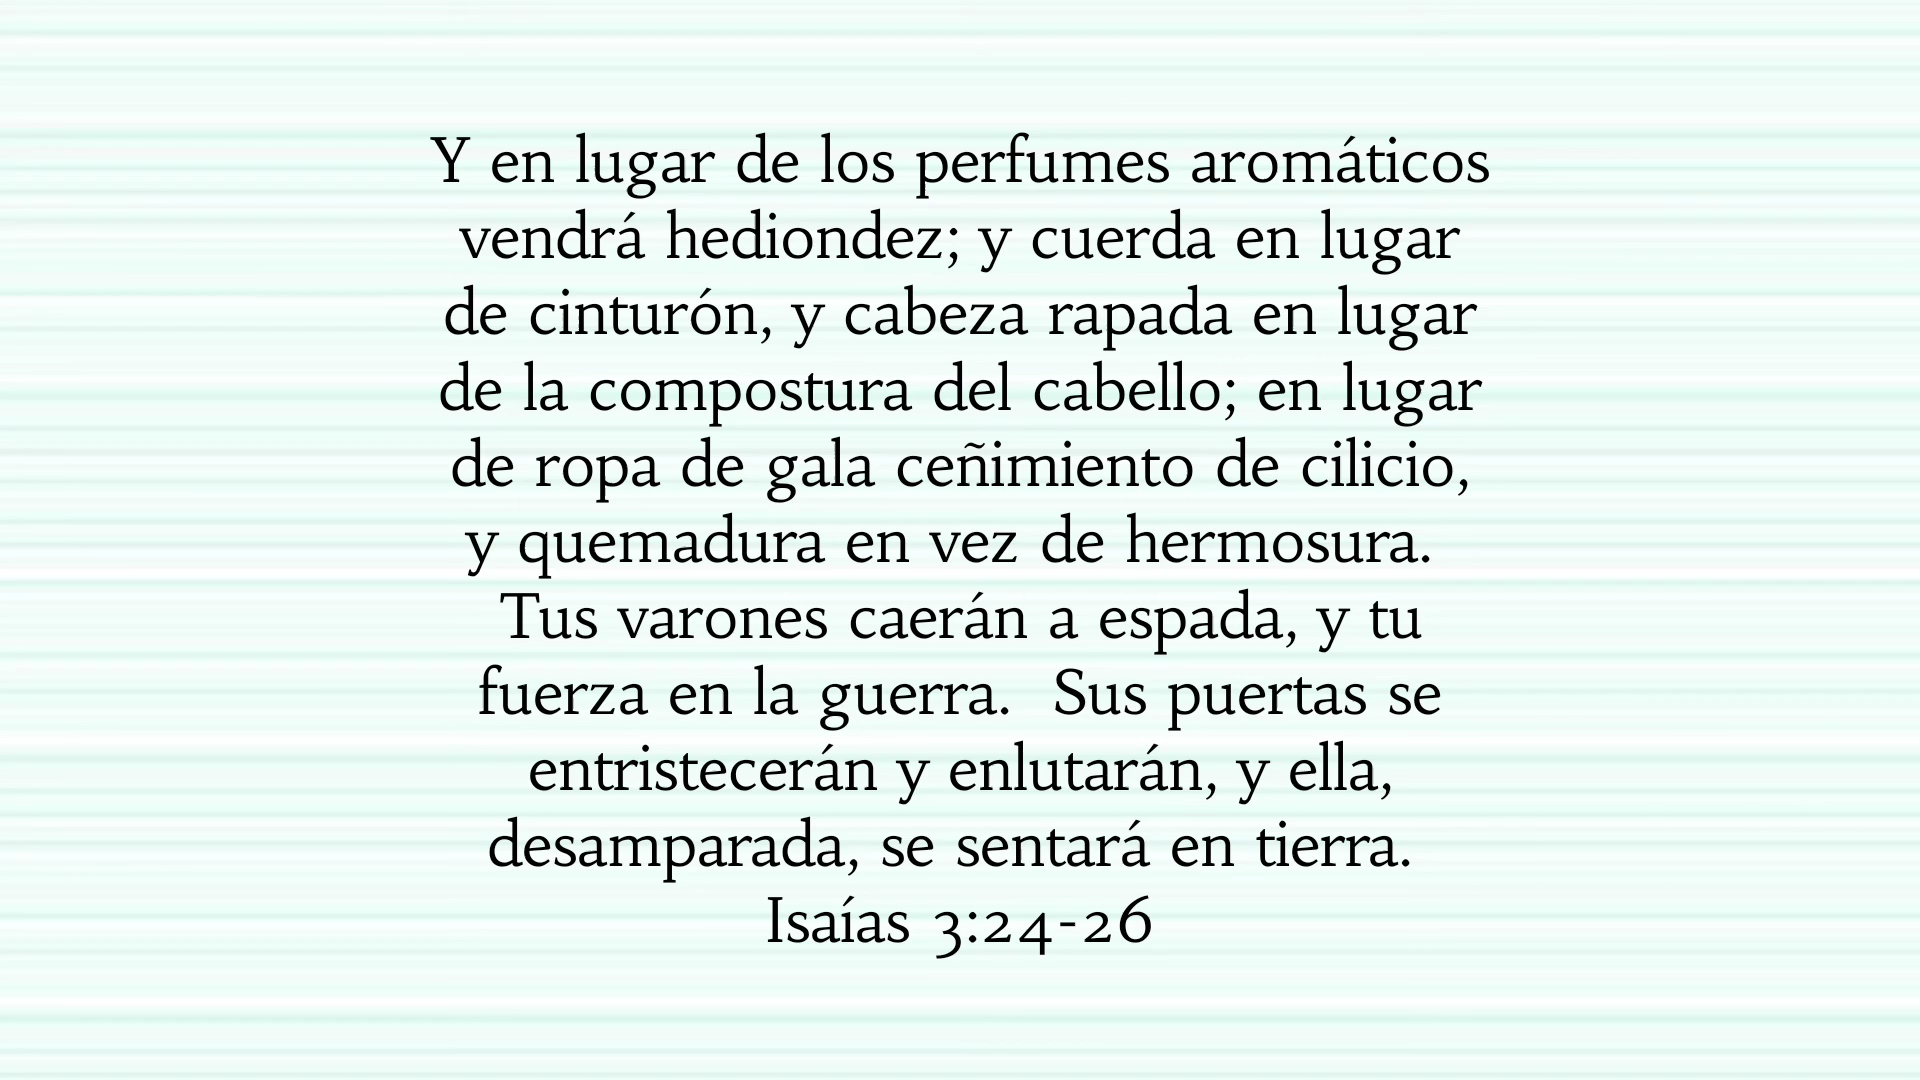 Y en lugar de los perfumes aromáticos
vendrá hediondez; y cuerda en lugar
de cinturón, y cabeza rapada en lugar
de la compostura del cabello; en lugar
de ropa de gala ceñimiento de cilicio,
y quemadura en vez de hermosura.
Tus varones caerán a espada, y tu
fuerza en la guerra.  Sus puertas se
entristecerán y enlutarán, y ella,
desamparada, se sentará en tierra.
Isaías 3:24-26